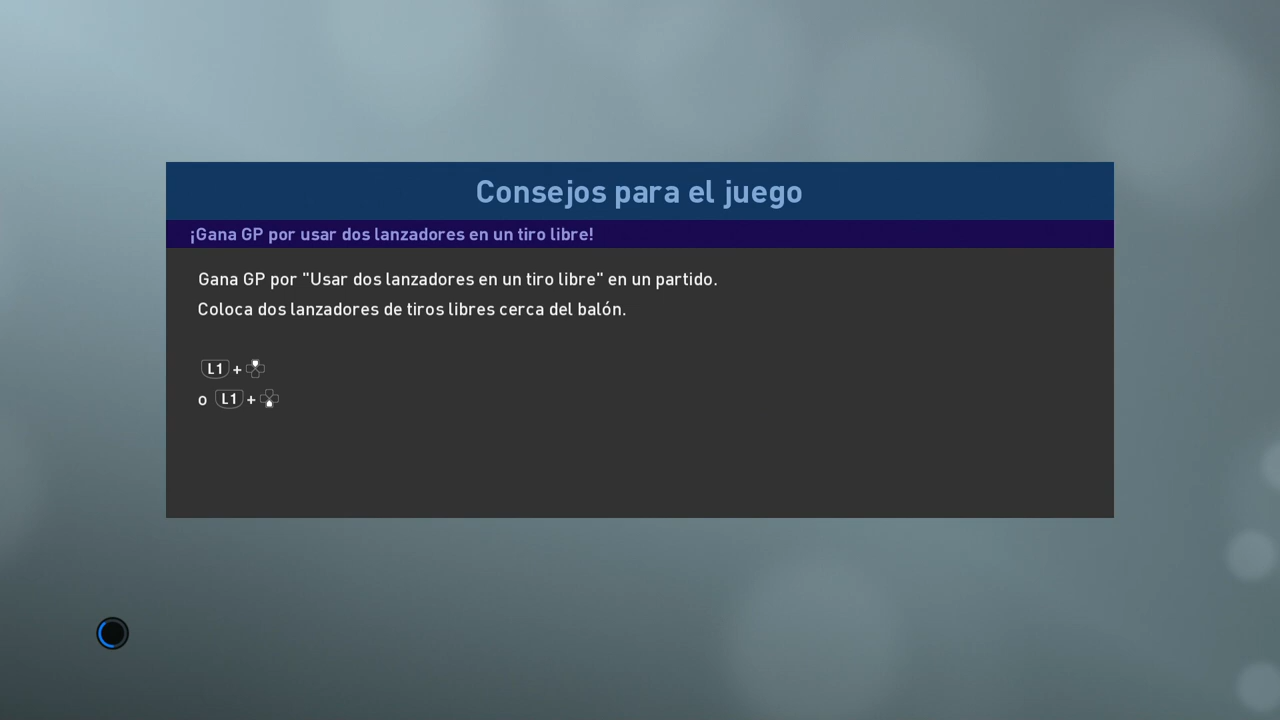 Consejos para el juego
¡Gana GP por usar dos lanzadores en un tiro libre!
Gana GP por "Usar dos lanzadores en un tiro libre" en un partido.
Coloca dos lanzadores de tiros libres cerca del balón.
L1 +
o L1 +